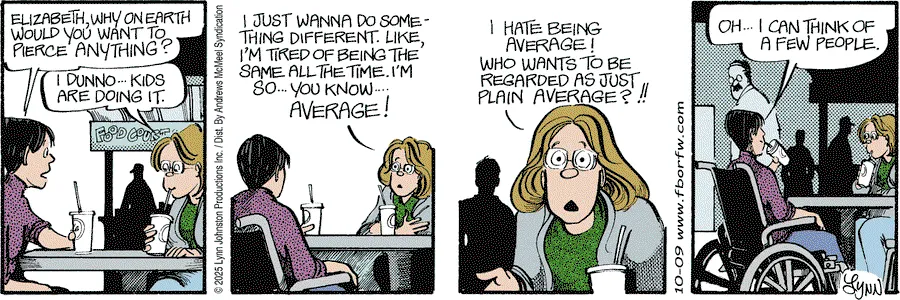 ELIZABETH, WHY ON EARTH
WOULD YOU WANT TO
PIERCE ANYTHING?
I DUNNO... KIDS
ARE DOING IT.
FOOD COURT
© 2025 Lynn Johnston Productions Inc. / Dist. By Andrews McMeel Syndication
I JUST WANNA DO SOME-
THING DIFFERENT. LIKE,
I'M TIRED OF BEING THE
SAME ALL THE TIME. I'M
SO... YOU KNOW....
AVERAGE!
I HATE BEING
AVERAGE!
WHO WANTS TO BE
REGARDED AS JUST
PLAIN AVERAGE?!!
10-09 www.fborfw.com
OH... I CAN THINK OF
A FEW PEOPLE.
LYNN